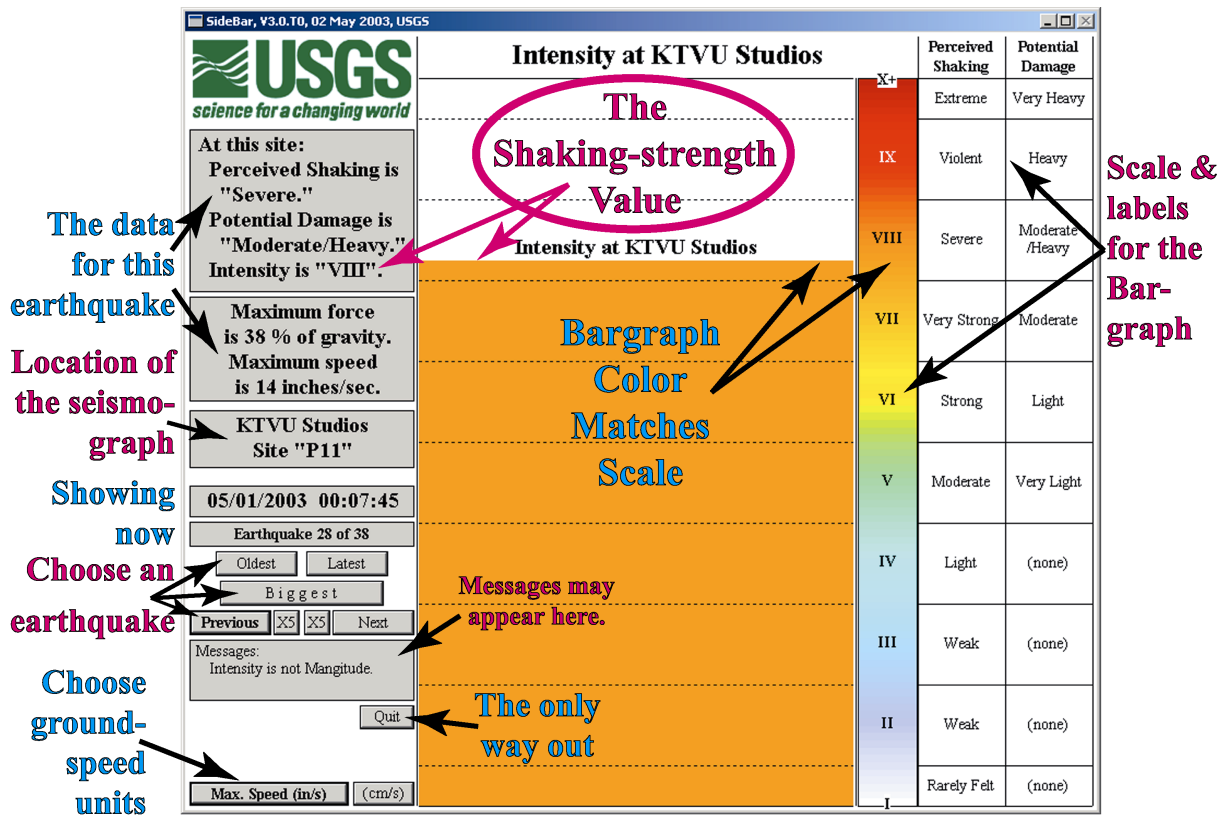 SideBar, V3.0.T0, 02 May 2003, USGS
USGS
science for a changing world
At this site:
Perceived Shaking is
"Severe."
Potential Damage is
"Moderate/Heavy."
Intensity is "VIII".
Maximum force
is 38 % of gravity.
Maximum speed
is 14 inches/sec.
KTVU Studios
Site "P11"
05/01/2003 00:07:45
Earthquake 28 of 38
Oldest
Latest
B i g g e s t
Previous
X5
X5
Next
Messages:
Intensity is not Mangitude.
Quit
Max. Speed (in/s)
(cm/s)
The data
for this
earthquake
Location of
the seismo-
graph
Showing
now
Choose an
earthquake
Choose
ground-
speed
units
Intensity at KTVU Studios
The
Shaking-strength
Value
Intensity at KTVU Studios
Bargraph
Color
Matches
Scale
Messages may
appear here.
The only
way out
X+
IX
VIII
VII
VI
V
IV
III
II
I
Perceived
Shaking
Extreme
Violent
Severe
Very Strong
Strong
Moderate
Light
Weak
Weak
Rarely Felt
Potential
Damage
Very Heavy
Heavy
Moderate
/Heavy
Moderate
Light
Very Light
(none)
(none)
(none)
(none)
Scale &
labels
for the
Bar-
graph